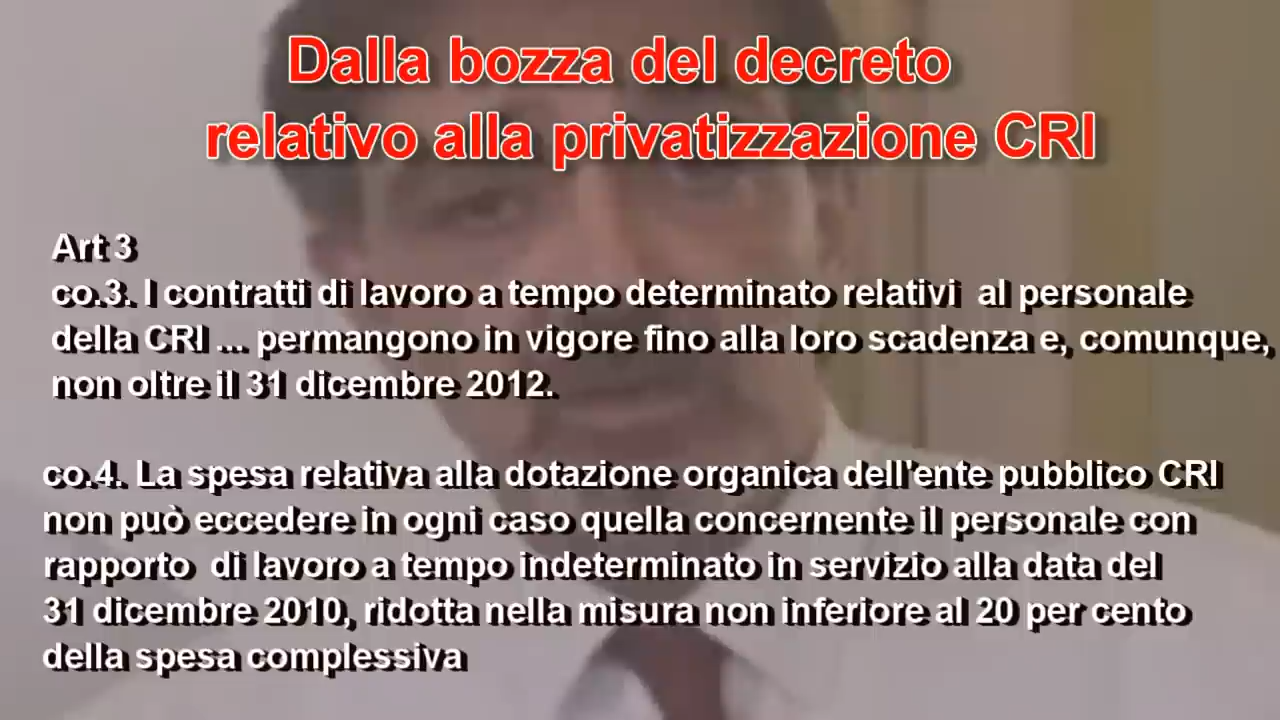 Dalla bozza del decreto
relativo alla privatizzazione CRI
Art 3
co.3. I contratti di lavoro a tempo determinato relativi al personale
della CRI ... permangono in vigore fino alla loro scadenza e, comunque,
non oltre il 31 dicembre 2012.
co.4. La spesa relativa alla dotazione organica dell'ente pubblico CRI
non può eccedere in ogni caso quella concernente il personale con
rapporto di lavoro a tempo indeterminato in servizio alla data del
31 dicembre 2010, ridotta nella misura non inferiore al 20 per cento
della spesa complessiva